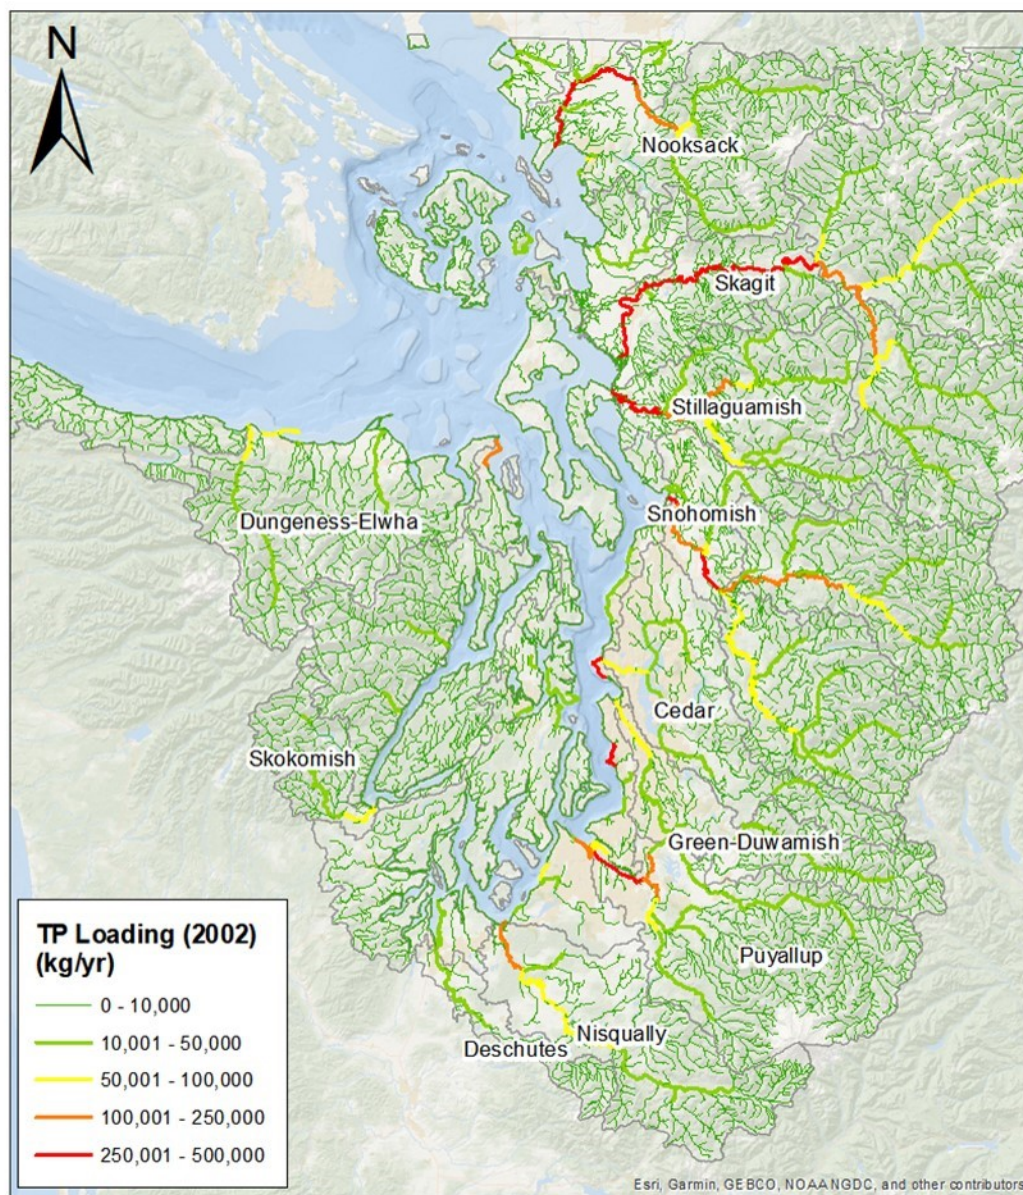 N
Nooksack
Skagit
Stillaguamish
Snohomish
Dungeness-Elwha
Cedar
Skokomish
Green-Duwamish
Puyallup
Nisqually
Deschutes
TP Loading (2002)
(kg/yr)
0 - 10,000
10,001 - 50,000
50,001 - 100,000
100,001 - 250,000
250,001 - 500,000
Esri, Garmin, GEBCO, NOAA NGDC, and other contributors